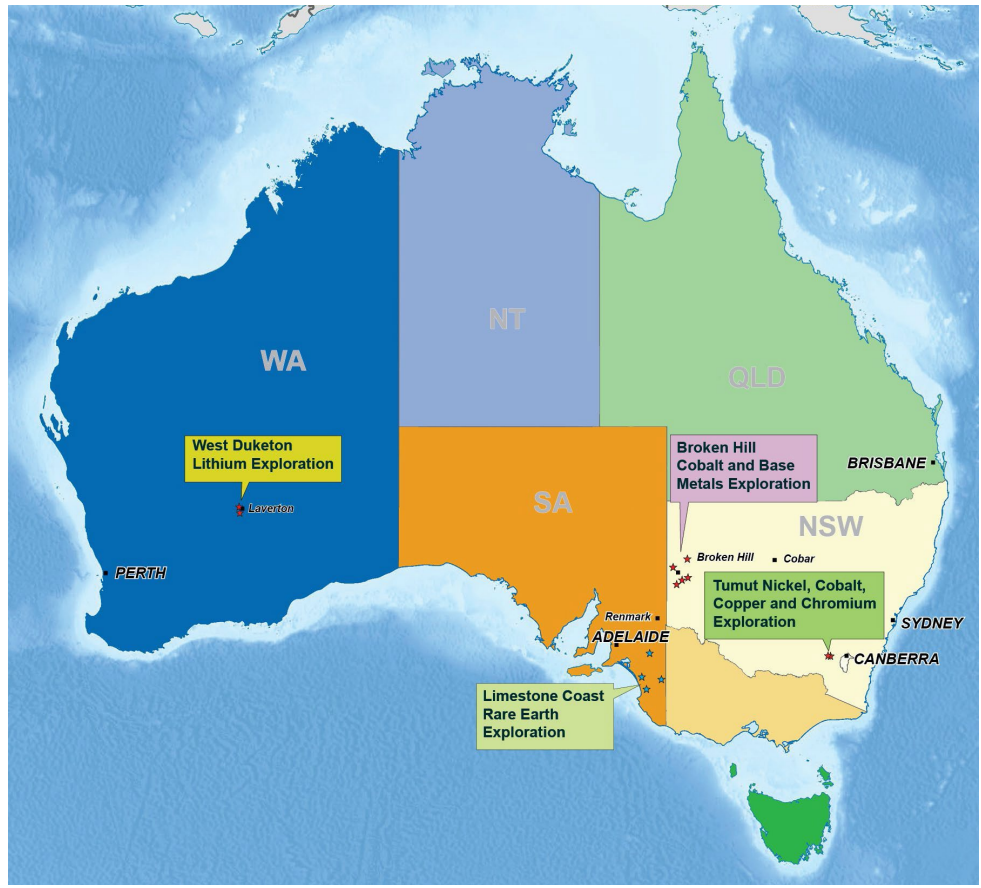 NT
WA
QLD
West Duketon
Lithium Exploration
Broken Hill
Cobalt and Base
Metals Exploration
BRISBANE
SA
Laverton
NSW
Broken Hill
Cobar
PERTH
Tumut Nickel, Cobalt,
Copper and Chromium
Exploration
Renmark
ADELAIDE
SYDNEY
CANBERRA
Limestone Coast
Rare Earth
Exploration